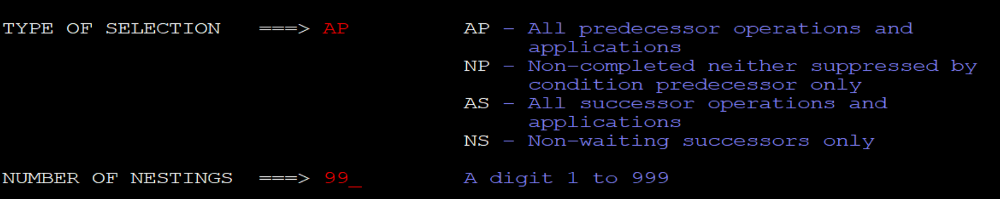 TYPE OF SELECTION ===> AP AP - All predecessor operations and
applications
NP - Non-completed neither suppressed by
condition predecessor only
AS - All successor operations and
applications
NS - Non-waiting successors only
NUMBER OF NESTINGS ===> 99_ A digit 1 to 999